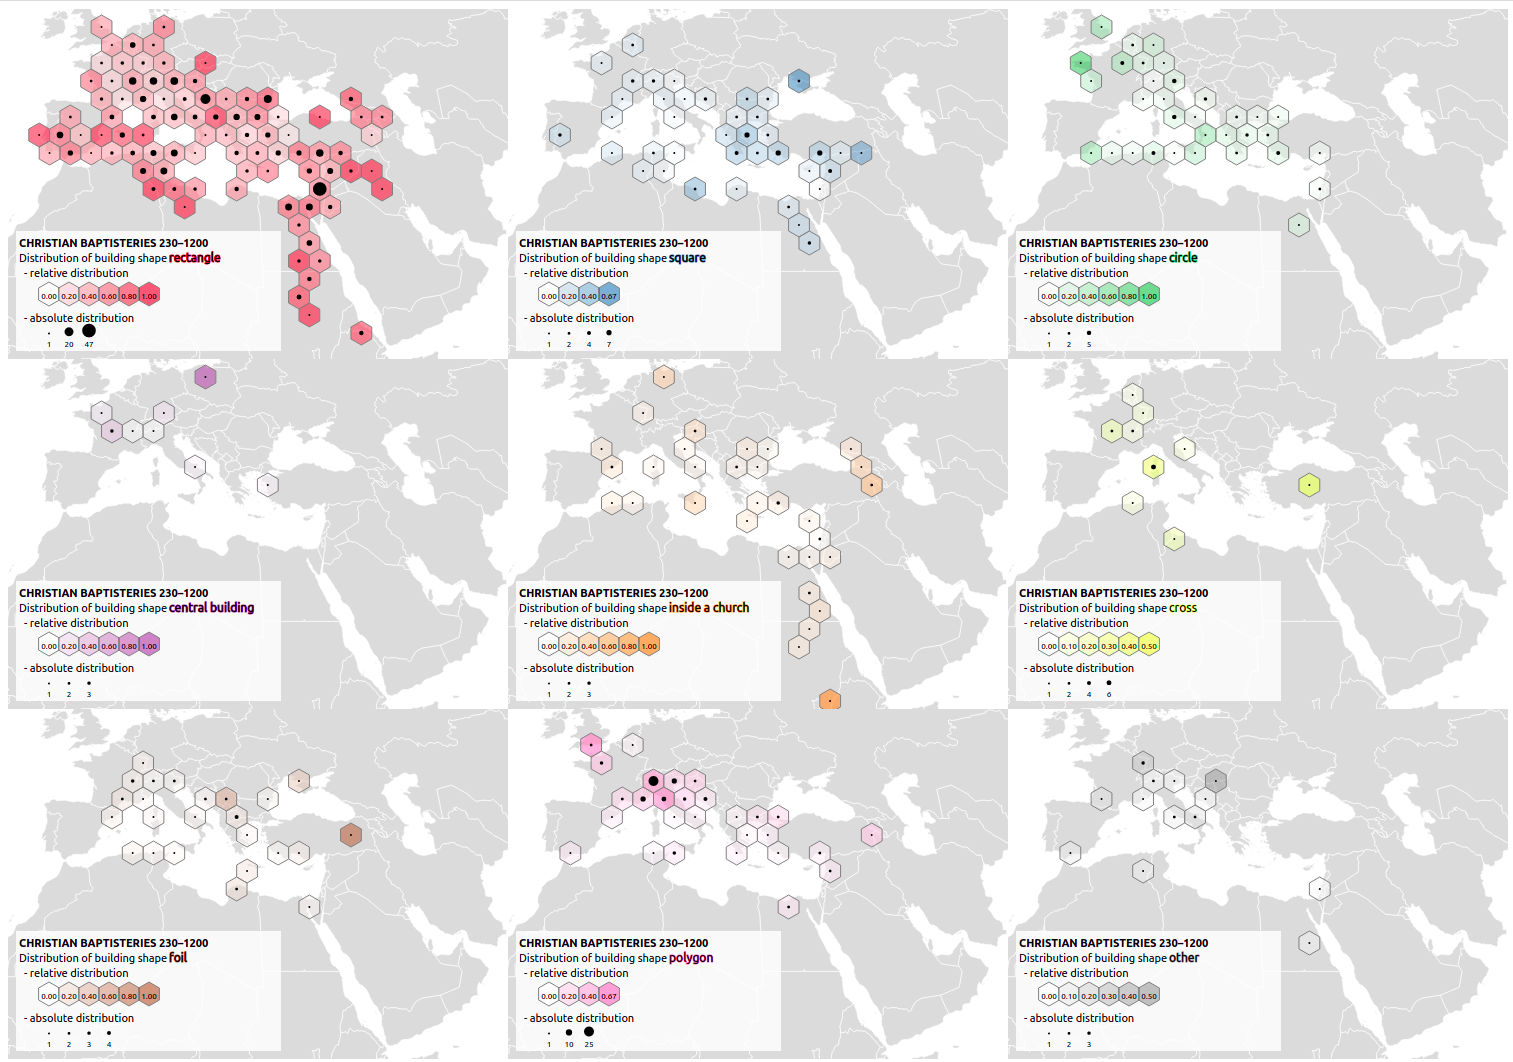 CHRISTIAN BAPTISTERIES 230–1200
Distribution of building shape rectangle
- relative distribution
0.00 0.20 0.40 0.60 0.80 1.00
- absolute distribution
1 20 47
CHRISTIAN BAPTISTERIES 230–1200
Distribution of building shape square
- relative distribution
0.00 0.20 0.40 0.67
- absolute distribution
1 2 4 7
CHRISTIAN BAPTISTERIES 230–1200
Distribution of building shape circle
- relative distribution
0.00 0.20 0.40 0.60 0.80 1.00
- absolute distribution
1 2 5
CHRISTIAN BAPTISTERIES 230–1200
Distribution of building shape central building
- relative distribution
0.00 0.20 0.40 0.60 0.80 1.00
- absolute distribution
1 2 3
CHRISTIAN BAPTISTERIES 230–1200
Distribution of building shape inside a church
- relative distribution
0.00 0.20 0.40 0.60 0.80 1.00
- absolute distribution
1 2 3
CHRISTIAN BAPTISTERIES 230–1200
Distribution of building shape cross
- relative distribution
0.00 0.10 0.20 0.30 0.40 0.50
- absolute distribution
1 2 4 6
CHRISTIAN BAPTISTERIES 230–1200
Distribution of building shape foil
- relative distribution
0.00 0.20 0.40 0.60 0.80 1.00
- absolute distribution
1 2 3 4
CHRISTIAN BAPTISTERIES 230–1200
Distribution of building shape polygon
- relative distribution
0.00 0.20 0.40 0.67
- absolute distribution
1 10 25
CHRISTIAN BAPTISTERIES 230–1200
Distribution of building shape other
- relative distribution
0.00 0.10 0.20 0.30 0.40 0.50
- absolute distribution
1 2 3